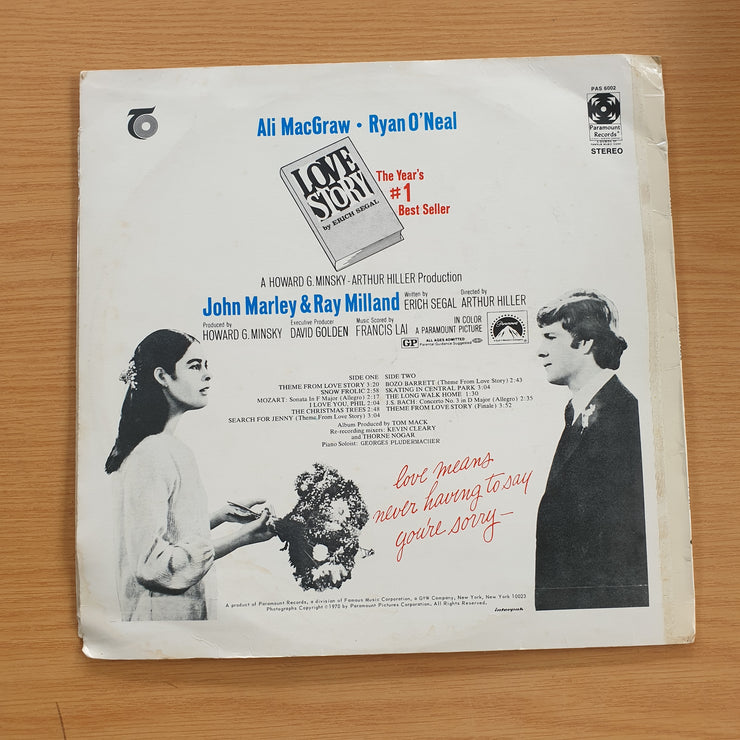 PAS 6002
Paramount
Records
STEREO
Ali MacGraw • Ryan O'Neal
LOVE
STORY
by ERICH SEGAL
The Year's
#1
Best Seller
A HOWARD G. MINSKY - ARTHUR HILLER Production
John Marley & Ray Milland Written by ERICH SEGAL Directed by ARTHUR HILLER
Produced by HOWARD G. MINSKY Executive Producer DAVID GOLDEN Music Scored by FRANCIS LAI IN COLOR A PARAMOUNT PICTURE
Paramount
GP ALL AGES ADMITTED Parental Guidance Suggested
SIDE ONE
THEME FROM LOVE STORY 3:20
SNOW FROLIC 2:58
MOZART: Sonata In F Major (Allegro) 2:17
I LOVE YOU, PHIL 2:04
THE CHRISTMAS TREES 2:48
SEARCH FOR JENNY (Theme From Love Story) 3:04
SIDE TWO
BOZO BARRETT (Theme From Love Story) 2:43
SKATING IN CENTRAL PARK 3:04
THE LONG WALK HOME 1:30
J.S. BACH: Concerto No. 3 in D Major (Allegro) 2:35
THEME FROM LOVE STORY (Finale) 3:52
Album Produced by TOM MACK
Re-recording mixers: KEVIN CLEARY
and THORNE NOGAR
Piano Soloist: GEORGES PLUDERMACHER
love means
never having to say
you're sorry—
A product of Paramount Records, a division of Famous Music Corporation, a G+W Company, New York, New York 10023
Photographs Copyright © 1970 by Paramount Pictures Corporation. All Rights Reserved.
interpak